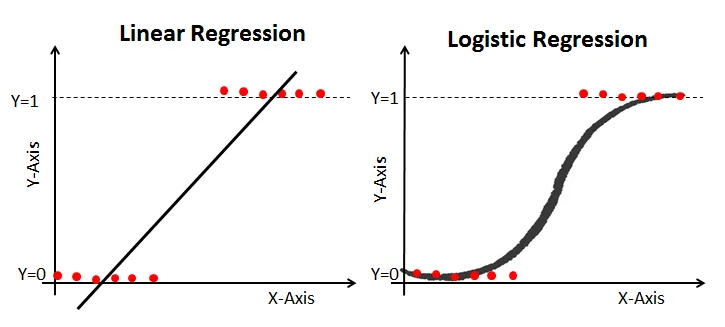 Linear Regression
Y=1
Y-Axis
Y=0
X-Axis
Logistic Regression
Y=1
Y-Axis
Y=0
X-Axis